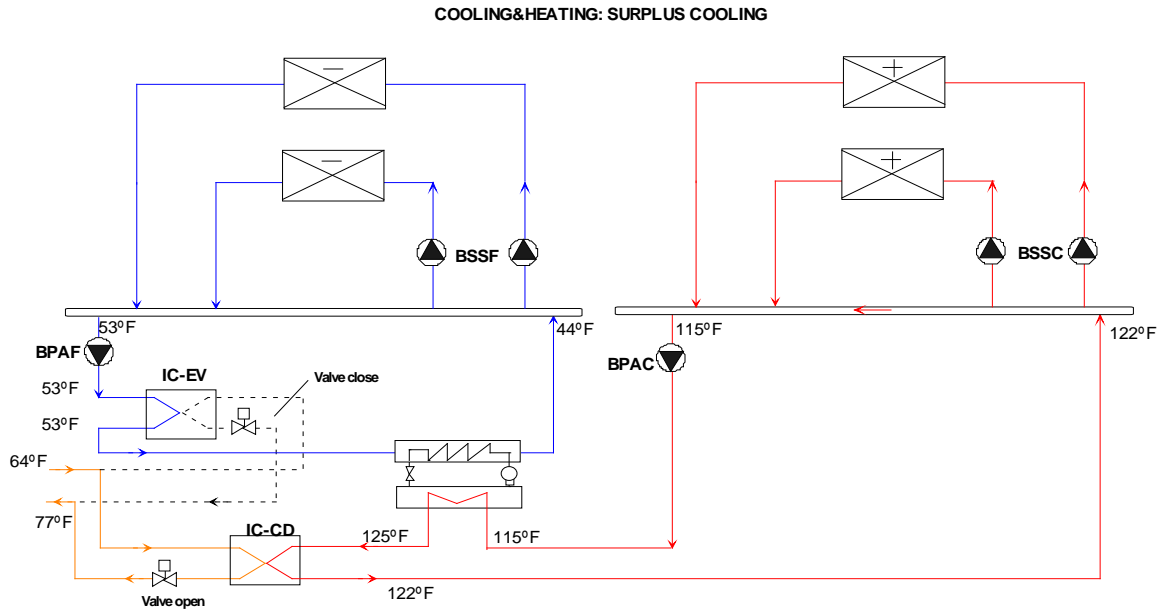 COOLING&HEATING: SURPLUS COOLING
BSSF
BSSC
53ºF
44ºF
115ºF
122ºF
BPAF
BPAC
IC-EV
Valve close
53ºF
53ºF
64ºF
77ºF
IC-CD
125ºF
115ºF
122ºF
Valve open